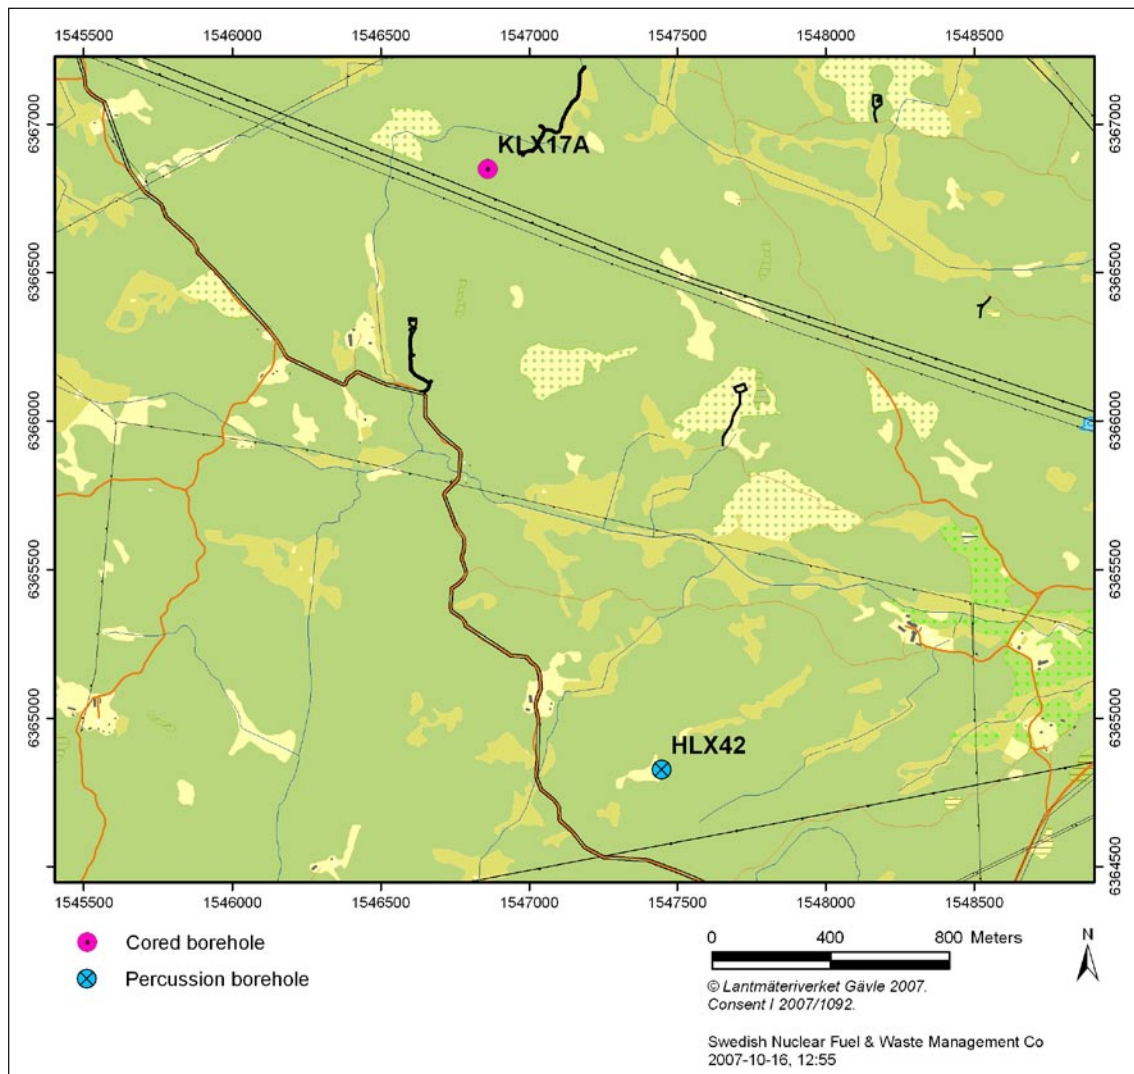 1545500 1546000 1546500 1547000 1547500 1548000 1548500
6367000 6367000
KLX17A
6366500 6366500
6366000 6366000
6365500 6365500
6365000 6365000
HLX42
6364500 6364500
1545500 1546000 1546500 1547000 1547500 1548000 1548500
Cored borehole
Percussion borehole
0 400 800 Meters
N
© Lantmäteriverket Gävle 2007.
Consent I 2007/1092.
Swedish Nuclear Fuel & Waste Management Co
2007-10-16, 12:55